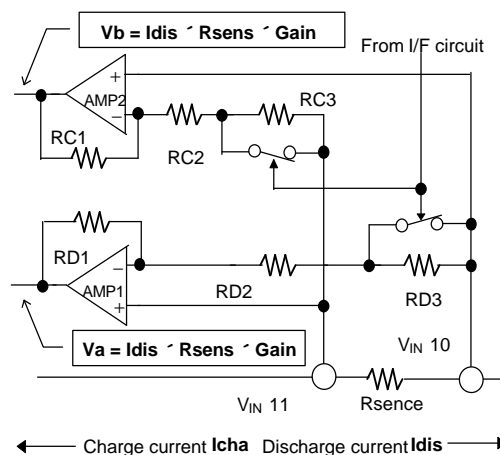 Vb = Idis ´ Rsens ´ Gain
From I/F circuit
+
AMP2
−
RC1
RC2
RC3
RD1
−
AMP1
+
RD2
RD3
Va = Idis ´ Rsens ´ Gain
VIN 10
VIN 11
Rsence
Charge current Icha Discharge current Idis